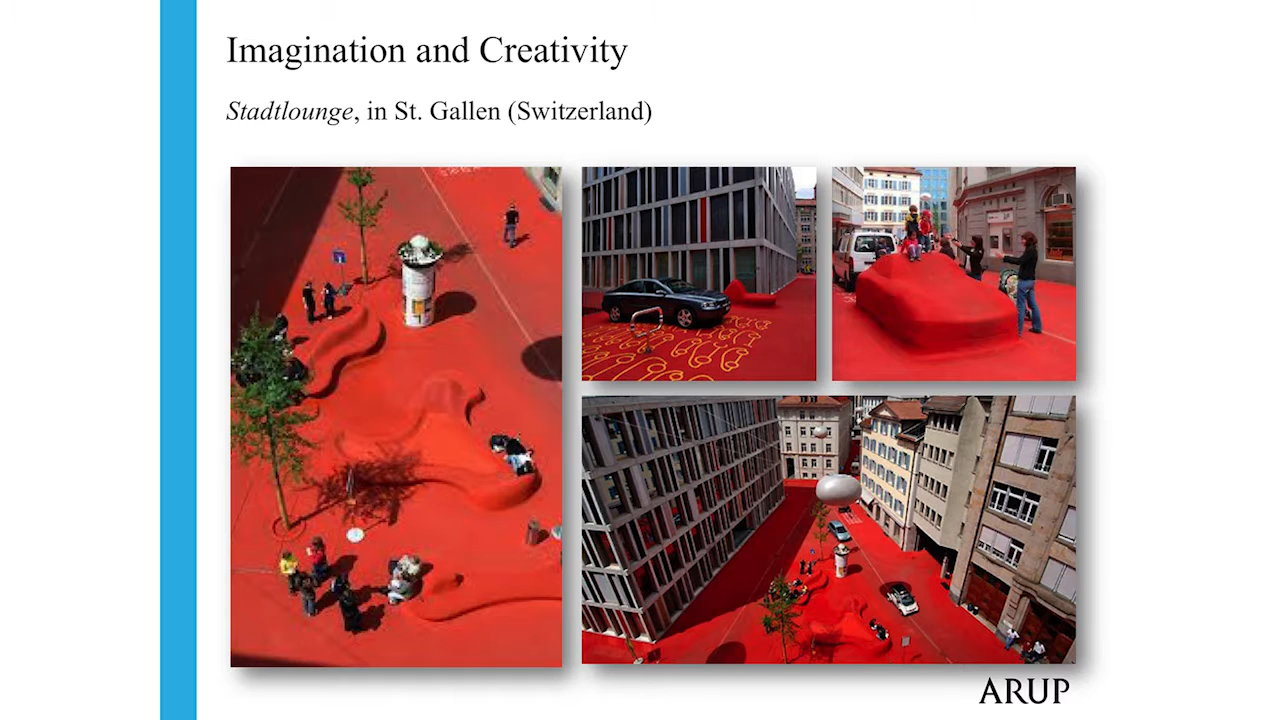 Imagination and Creativity
Stadtlounge, in St. Gallen (Switzerland)
ARUP